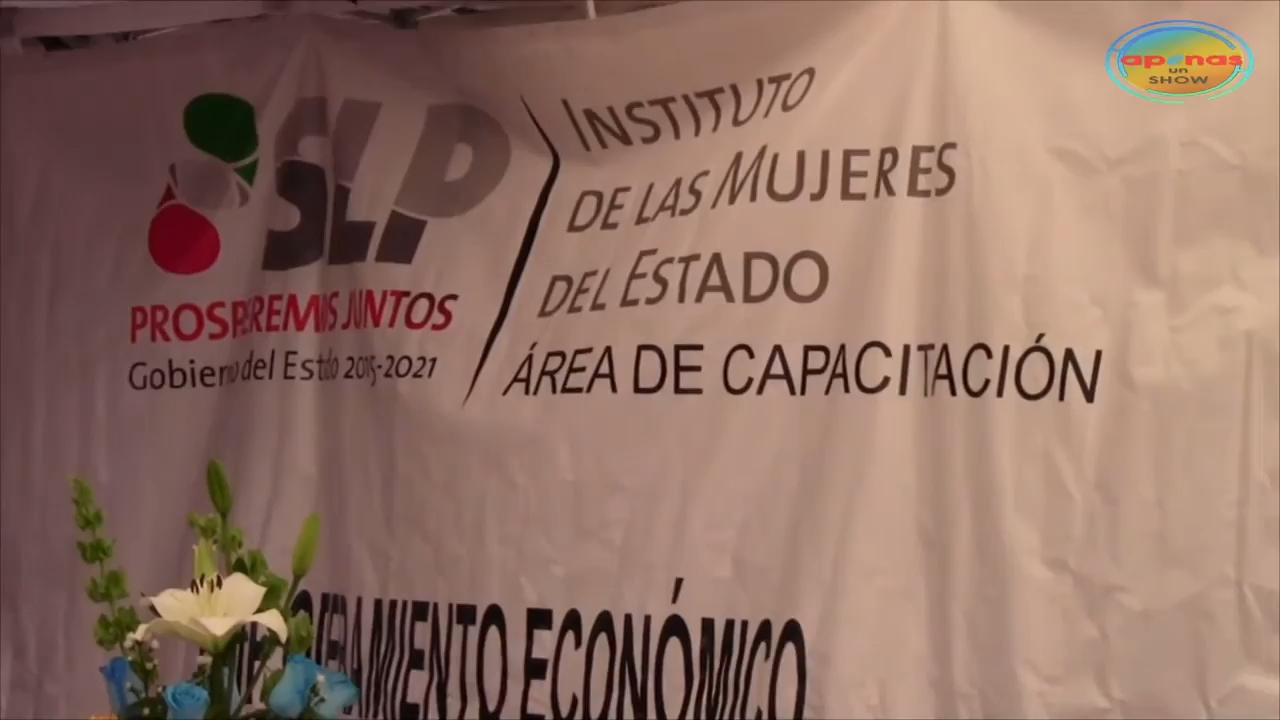 apenas
un
SHOW
SLP
PROSPEREMOS JUNTOS
Gobierno del Estdo 2015-2021
INSTITUTO
DE LAS MUJERES
DEL ESTADO
ÁREA DE CAPACITACIÓN
ECONÓMICO